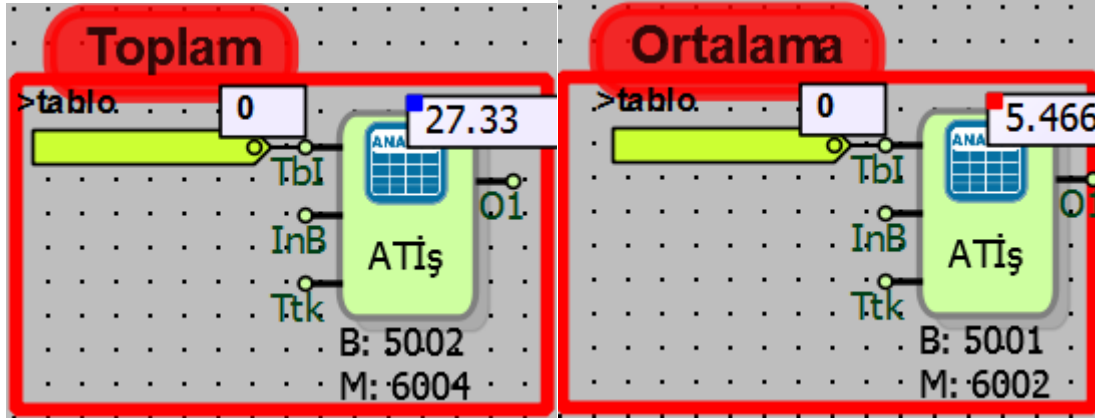 Toplam
>tablo.
0
27.33
ANA
TbI
O1
InB
ATİş
Ttk
B: 5002
M: 6004
Ortalama
>tablo.
0
5.466
ANA
TbI
InB
ATİş
Ttk
B: 5001
M: 6002